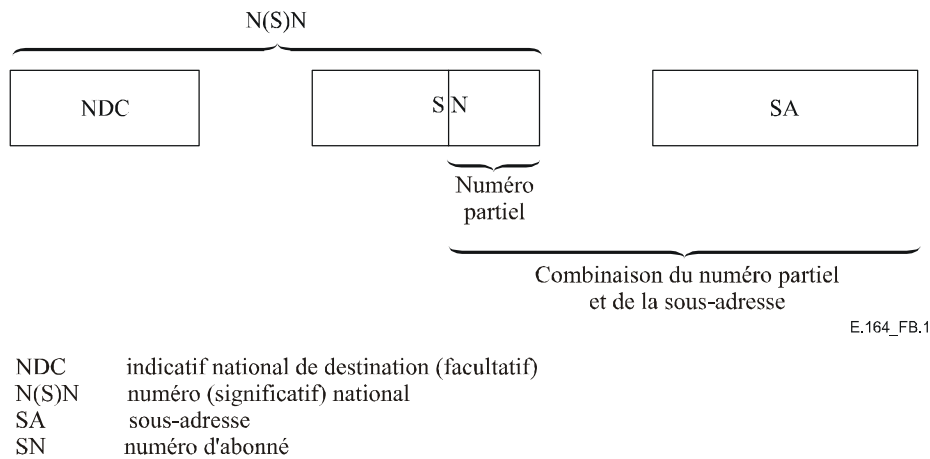 N(S)N
NDC
SN
SA
Numéro
partiel
Combinaison du numéro partiel
et de la sous-adresse
E.164_FB.1
NDC indicatif national de destination (facultatif)
N(S)N numéro (significatif) national
SA sous-adresse
SN numéro d'abonné